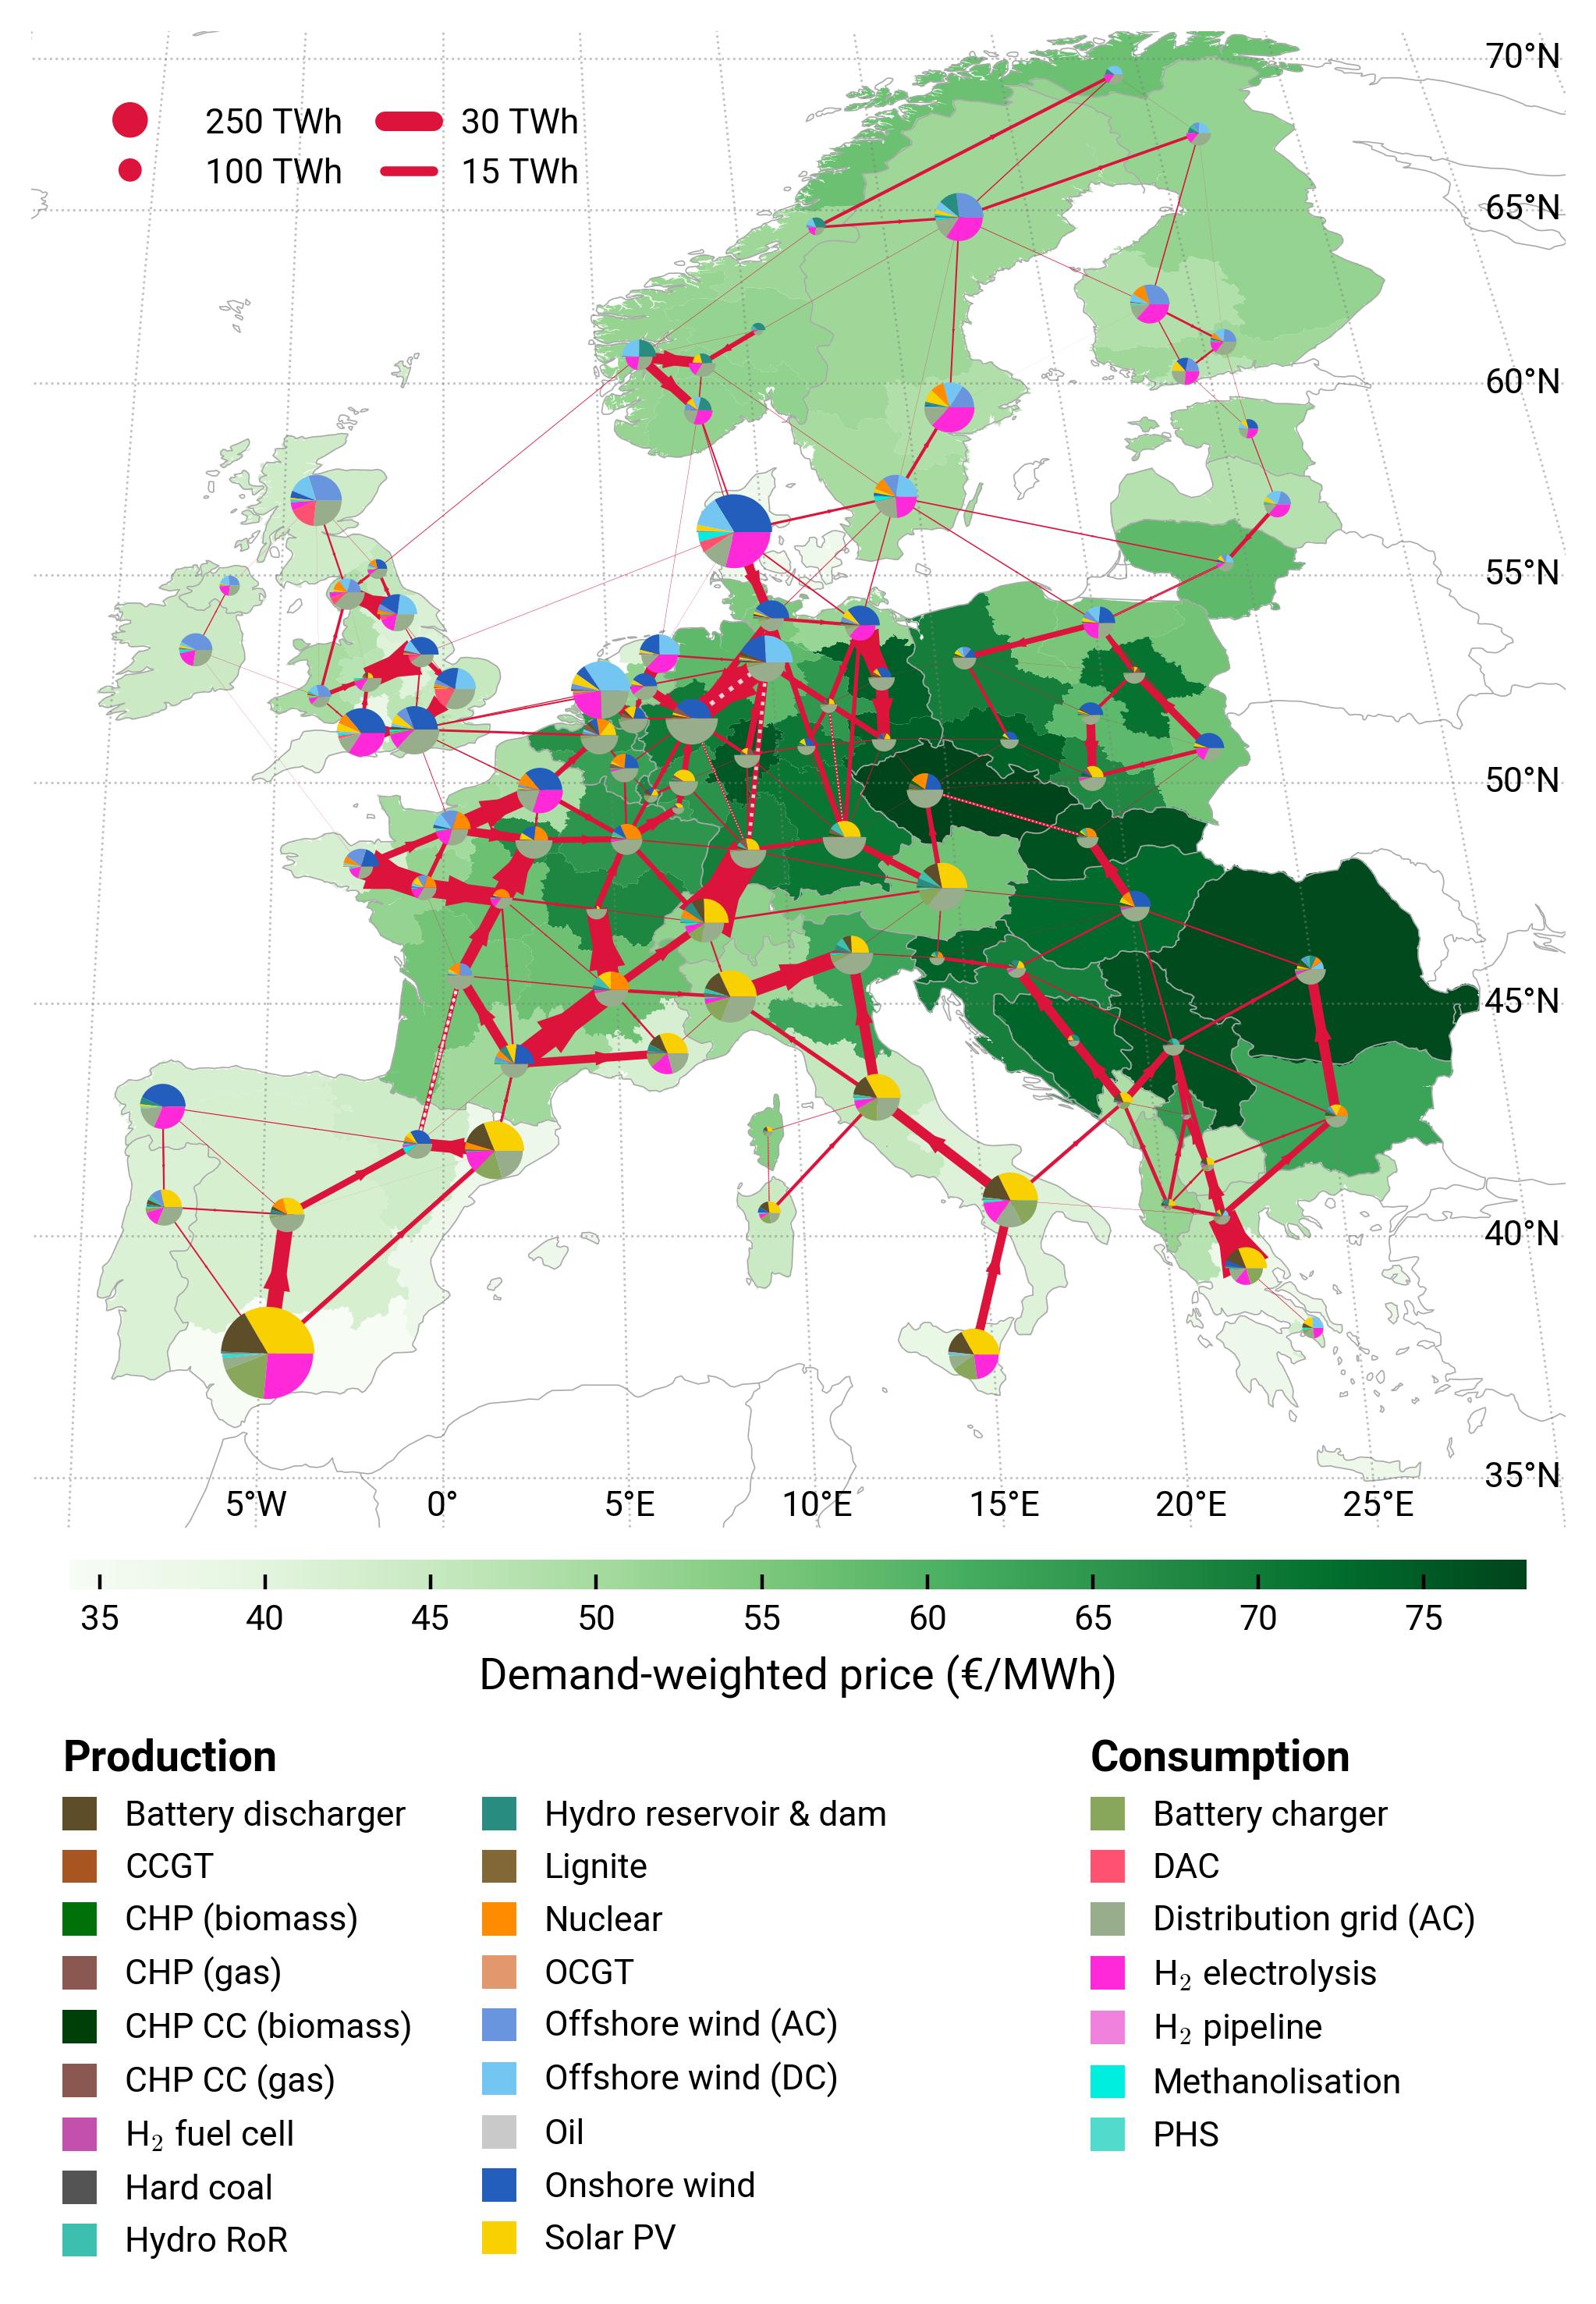 70°N
250 TWh 30 TWh
100 TWh 15 TWh
65°N
60°N
55°N
50°N
45°N
40°N
35°N
5°W 0° 5°E 10°E 15°E 20°E 25°E
35 40 45 50 55 60 65 70 75
Demand-weighted price (€/MWh)
Production
Battery discharger
CCGT
CHP (biomass)
CHP (gas)
CHP CC (biomass)
CHP CC (gas)
H₂ fuel cell
Hard coal
Hydro RoR
Hydro reservoir & dam
Lignite
Nuclear
OCGT
Offshore wind (AC)
Offshore wind (DC)
Oil
Onshore wind
Solar PV
Consumption
Battery charger
DAC
Distribution grid (AC)
H₂ electrolysis
H₂ pipeline
Methanolisation
PHS